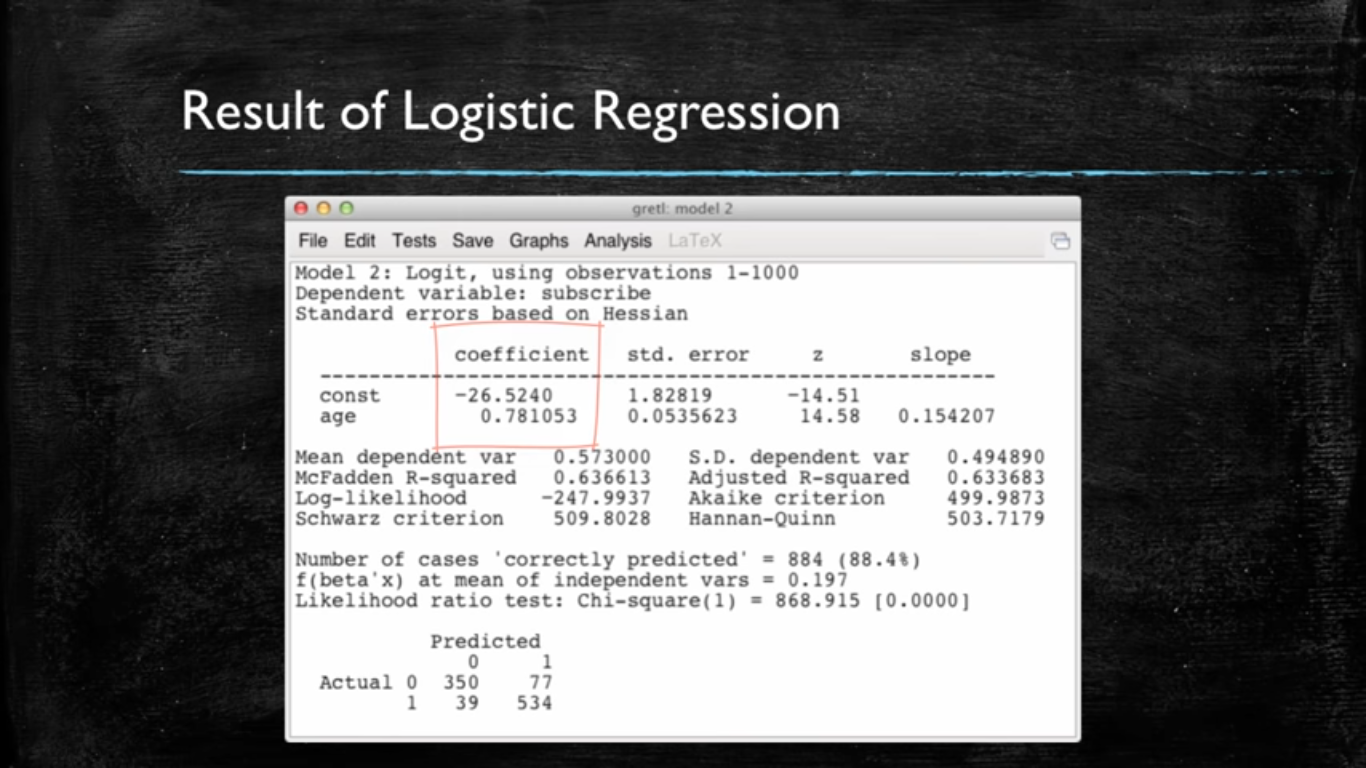 Result of Logistic Regression
gretl: model 2
File Edit Tests Save Graphs Analysis LaTeX
Model 2: Logit, using observations 1-1000
Dependent variable: subscribe
Standard errors based on Hessian
coefficient std. error z slope
---------------------------------------------------------------
const -26.5240 1.82819 -14.51
age 0.781053 0.0535623 14.58 0.154207
Mean dependent var 0.573000 S.D. dependent var 0.494890
McFadden R-squared 0.636613 Adjusted R-squared 0.633683
Log-likelihood -247.9937 Akaike criterion 499.9873
Schwarz criterion 509.8028 Hannan-Quinn 503.7179
Number of cases 'correctly predicted' = 884 (88.4%)
f(beta'x) at mean of independent vars = 0.197
Likelihood ratio test: Chi-square(1) = 868.915 [0.0000]
Predicted
0 1
Actual 0 350 77
1 39 534